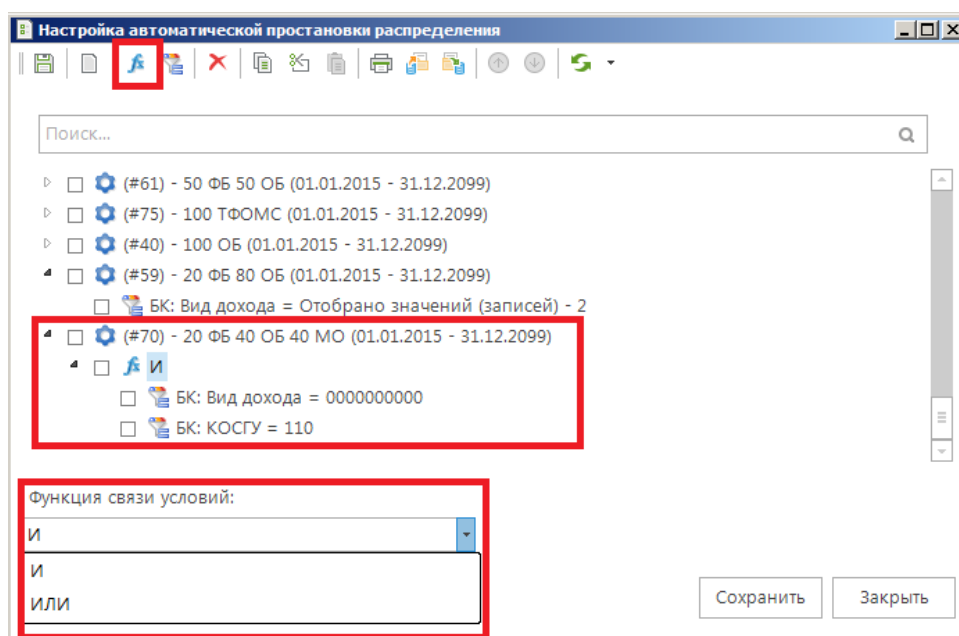 Настройка автоматической простановки распределения
fx
Поиск...
(#61) - 50 ФБ 50 ОБ (01.01.2015 - 31.12.2099)
(#75) - 100 ТФОМС (01.01.2015 - 31.12.2099)
(#40) - 100 ОБ (01.01.2015 - 31.12.2099)
(#59) - 20 ФБ 80 ОБ (01.01.2015 - 31.12.2099)
БК: Вид дохода = Отобрано значений (записей) - 2
(#70) - 20 ФБ 40 ОБ 40 МО (01.01.2015 - 31.12.2099)
fx И
БК: Вид дохода = 0000000000
БК: КОСГУ = 110
Функция связи условий:
И
И
ИЛИ
Сохранить Закрыть